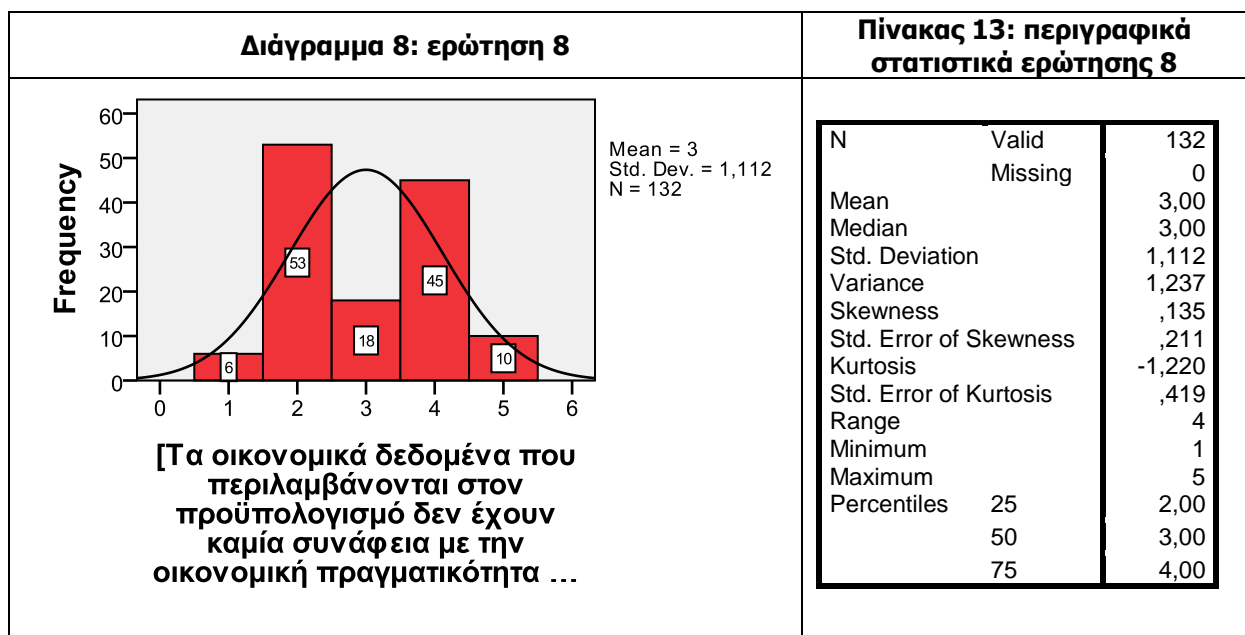 Διάγραμμα 8: ερώτηση 8
Πίνακας 13: περιγραφικά
στατιστικά ερώτησης 8
60
50
40
30
20
10
0
Frequency
6
53
18
45
10
0 1 2 3 4 5 6
Mean = 3
Std. Dev. = 1,112
N = 132
[Τα οικονομικά δεδομένα που
περιλαμβάνονται στον
προϋπολογισμό δεν έχουν
καμία συνάφεια με την
οικονομική πραγματικότητα ...
N Valid 132
Missing 0
Mean 3,00
Median 3,00
Std. Deviation 1,112
Variance 1,237
Skewness ,135
Std. Error of Skewness ,211
Kurtosis -1,220
Std. Error of Kurtosis ,419
Range 4
Minimum 1
Maximum 5
Percentiles 25 2,00
50 3,00
75 4,00